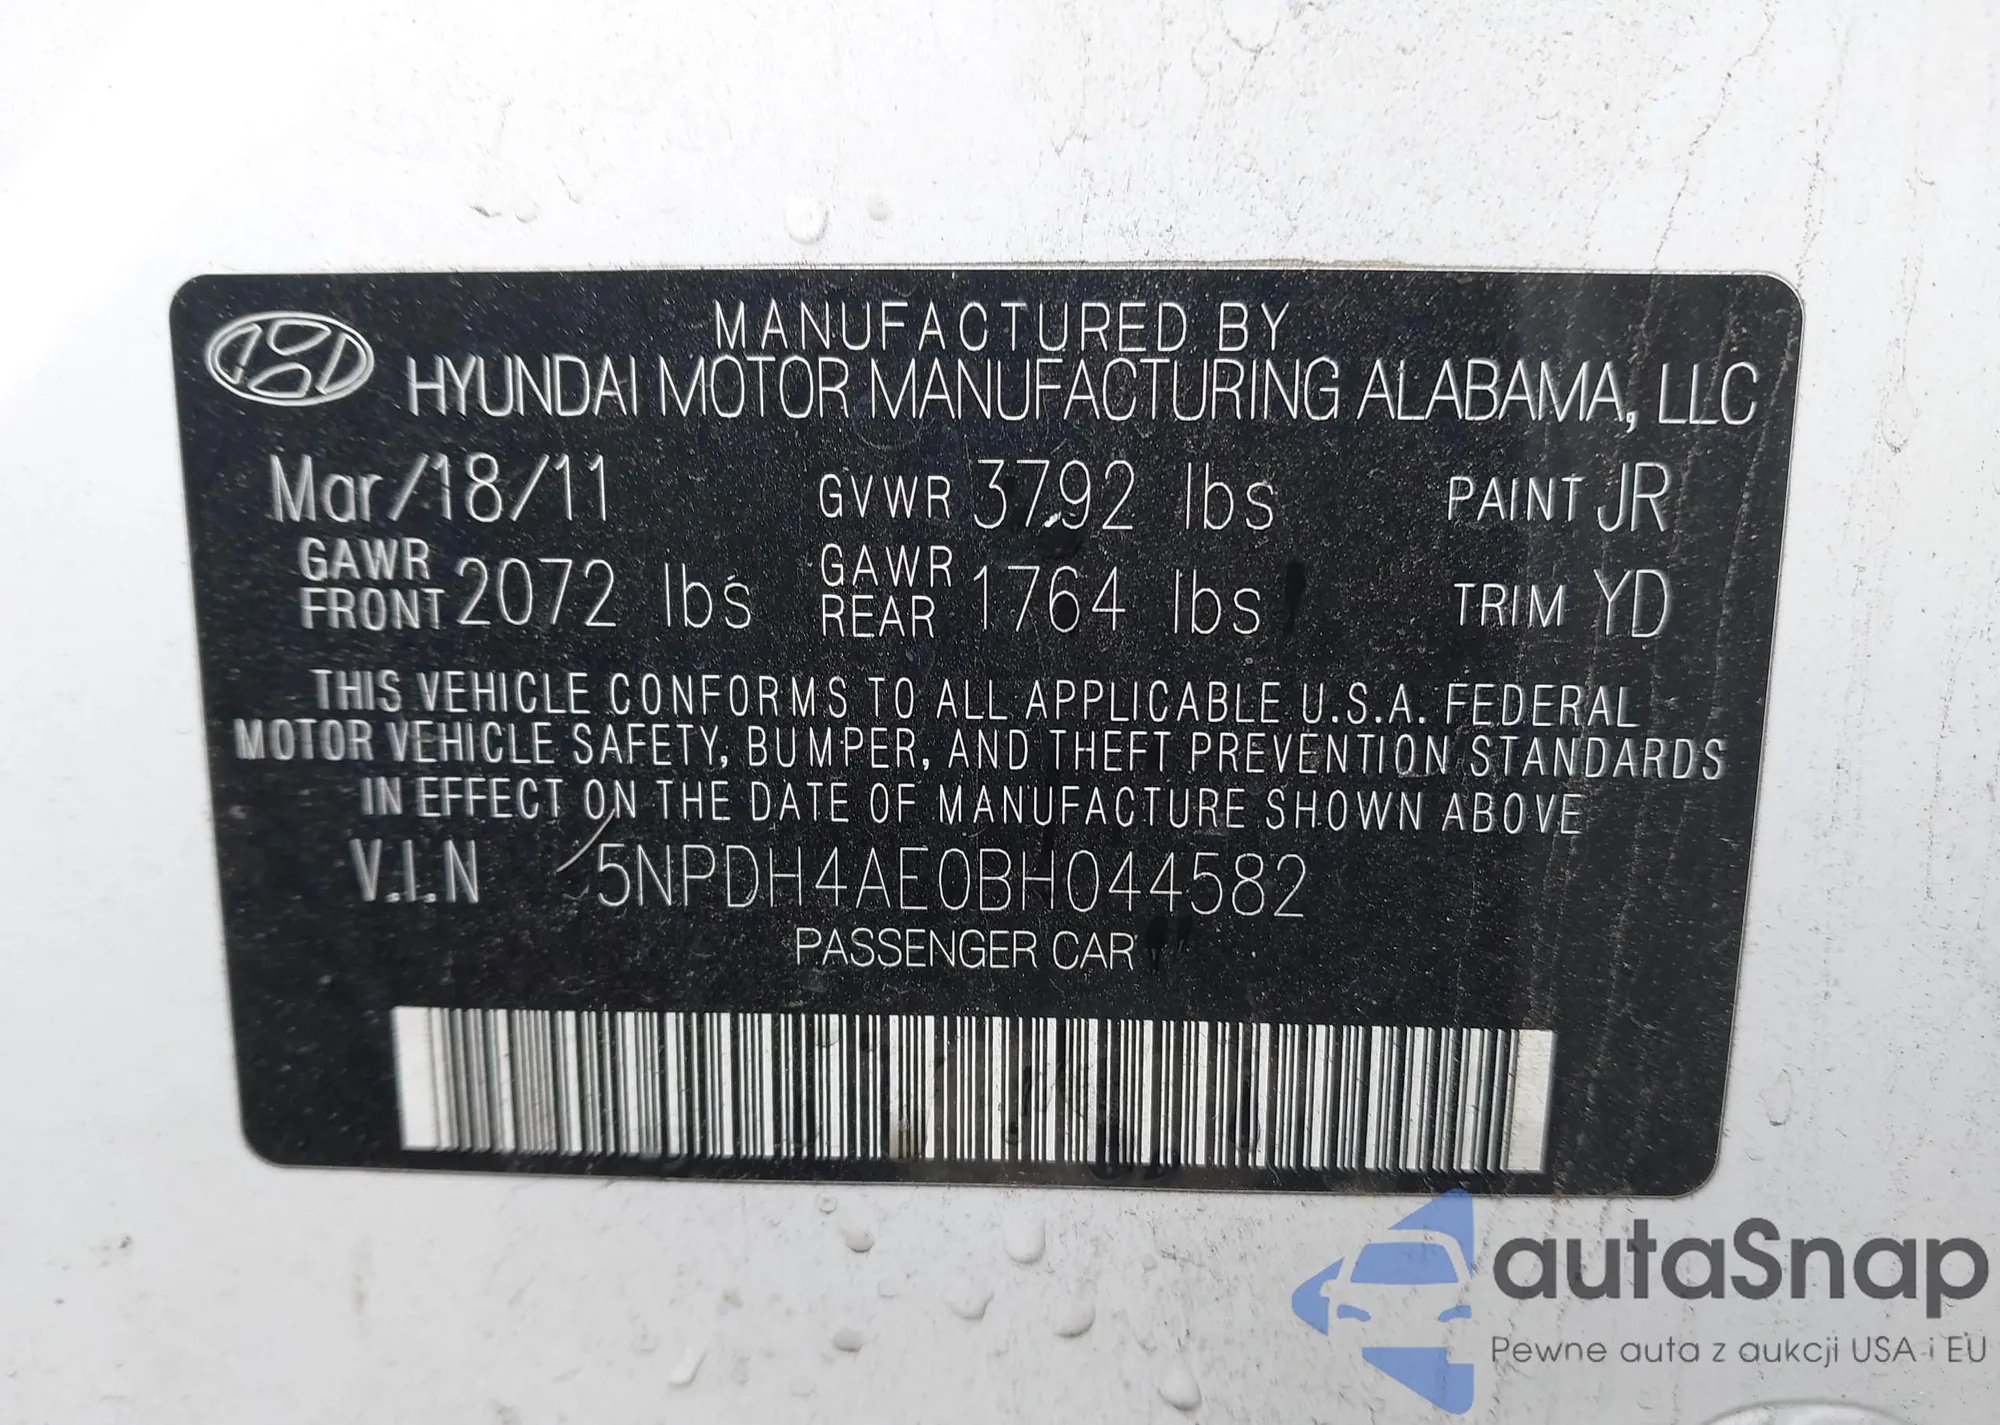 MANUFACTURED BY
HYUNDAI MOTOR MANUFACTURING ALABAMA, LLC
Mar/18/11 GVWR 3792 lbs PAINT JR
GAWR FRONT 2072 lbs GAWR REAR 1764 lbs TRIM YD
THIS VEHICLE CONFORMS TO ALL APPLICABLE U.S.A. FEDERAL
MOTOR VEHICLE SAFETY, BUMPER, AND THEFT PREVENTION STANDARDS
IN EFFECT ON THE DATE OF MANUFACTURE SHOWN ABOVE
V.I.N 5NPDH4AE0BH044582
PASSENGER CAR
autaSnap
Pewne auta z aukcji USA i EU